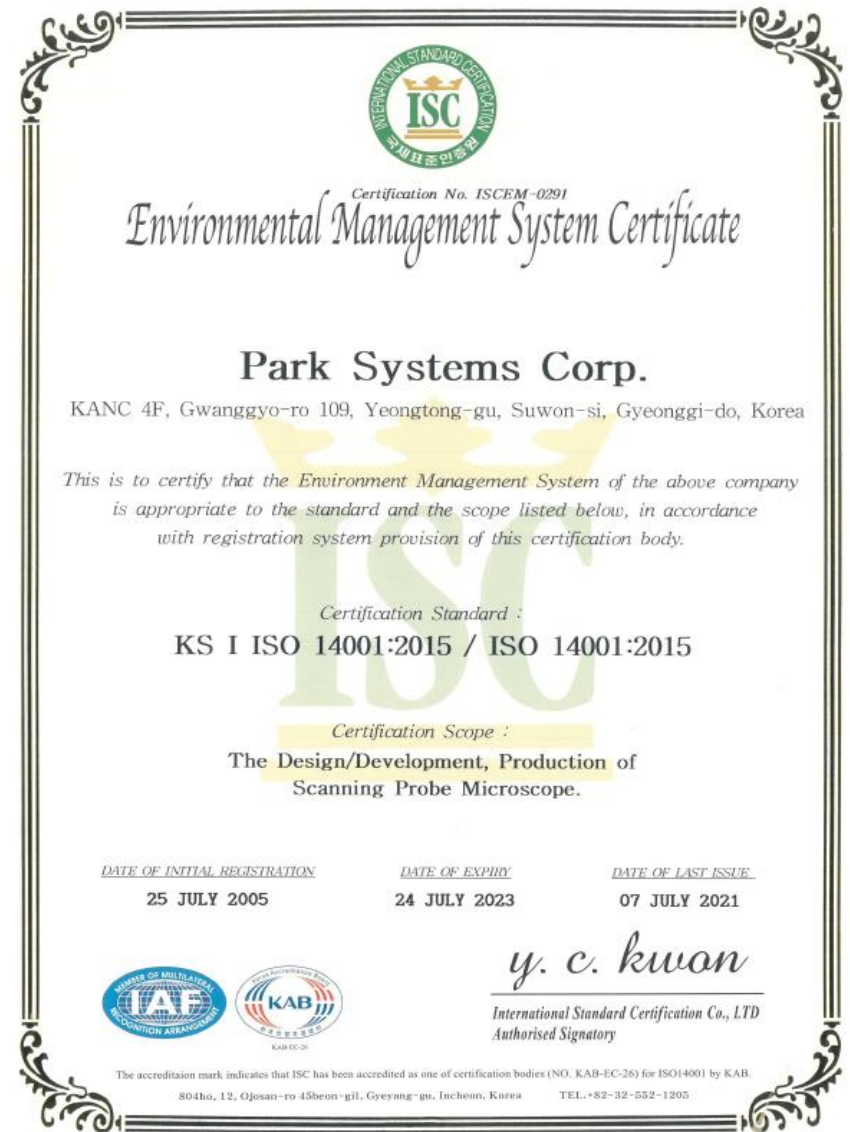 INTERNATIONAL STANDARD CERTIFICATION
ISC
국제표준인증원
Certification No. ISCEM-0291
Environmental Management System Certificate
Park Systems Corp.
KANC 4F, Gwanggyo-ro 109, Yeongtong-gu, Suwon-si, Gyeonggi-do, Korea
This is to certify that the Environment Management System of the above company
is appropriate to the standard and the scope listed below, in accordance
with registration system provision of this certification body.
ISC
Certification Standard :
KS I ISO 14001:2015 / ISO 14001:2015
Certification Scope :
The Design/Development, Production of
Scanning Probe Microscope.
DATE OF INITIAL REGISTRATION DATE OF EXPIRY DATE OF LAST ISSUE
25 JULY 2005 24 JULY 2023 07 JULY 2021
y. c. kwon
MEMBER OF MULTILATERAL
IAF
RECOGNITION ARRANGEMENT
Korea Accreditation Board
KAB
KAB-EC-26
International Standard Certification Co., LTD
Authorised Signatory
The accreditaion mark indicates that ISC has been accredited as one of certification bodies (NO. KAB-EC-26) for ISO14001 by KAB.
804ho, 12, Ojosan-ro 45beon-gil, Gyeyang-gu, Incheon, Korea TEL.+82-32-552-1205